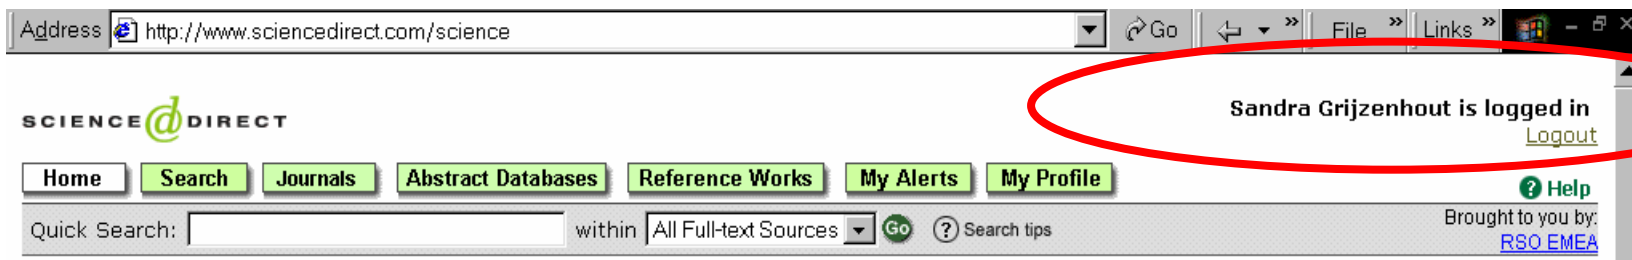 Address http://www.sciencedirect.com/science Go » File » Links »
Sandra Grijzenhout is logged in
SCIENCE d DIRECT
Logout
Home Search Journals Abstract Databases Reference Works My Alerts My Profile
? Help
Quick Search: within All Full-text Sources Go ? Search tips
Brought to you by:
RSO EMEA